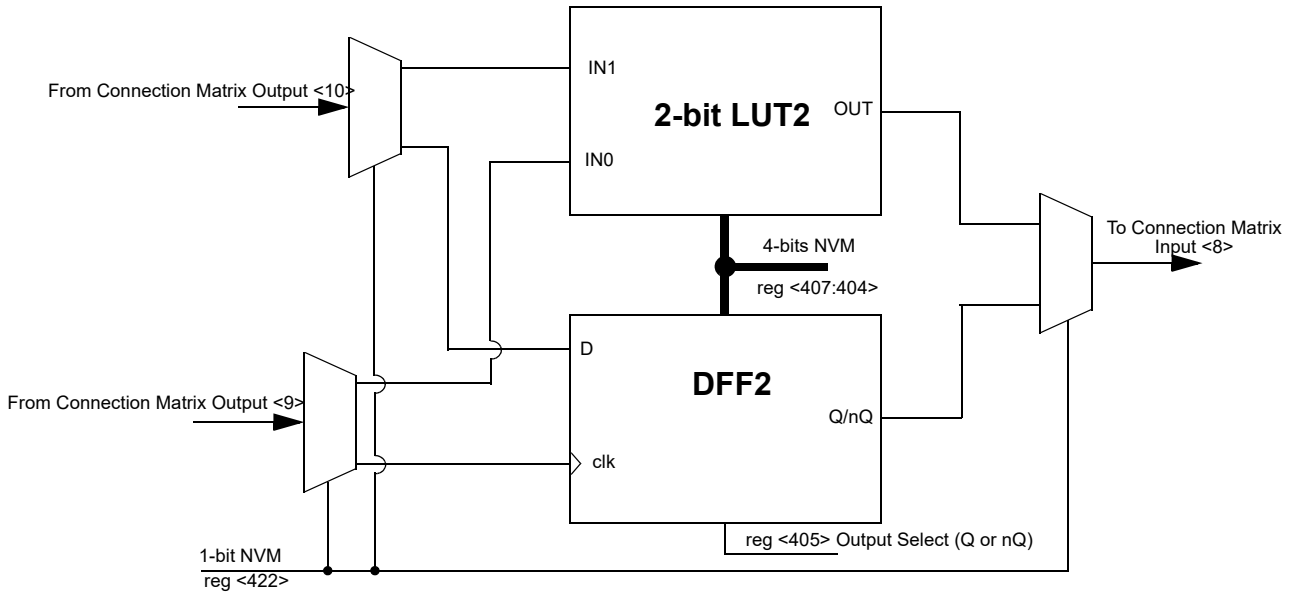 From Connection Matrix Output <10>
IN1
2-bit LUT2
OUT
IN0
To Connection Matrix
Input <8>
4-bits NVM
reg <407:404>
D
DFF2
From Connection Matrix Output <9>
Q/nQ
clk
reg <405> Output Select (Q or nQ)
1-bit NVM
reg <422>